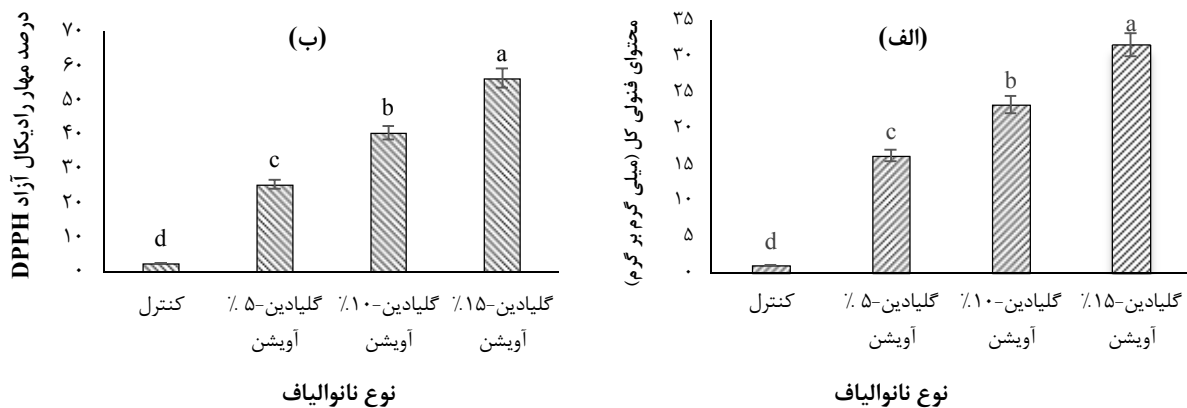 (الف)
محتوای فنولی کل (میلی گرم بر گرم)
۳۵
۳۰
۲۵
۲۰
۱۵
۱۰
۵
۰
a
b
c
d
کنترل
گلیادین-۵ ٪
آویشن
گلیادین-۱۰٪
آویشن
گلیادین-۱۵٪
آویشن
نوع نانوالیاف
(ب)
درصد مهار رادیکال آزاد DPPH
۷۰
۶۰
۵۰
۴۰
۳۰
۲۰
۱۰
۰
a
b
c
d
کنترل
گلیادین-۵ ٪
آویشن
گلیادین-۱۰٪
آویشن
گلیادین-۱۵٪
آویشن
نوع نانوالیاف